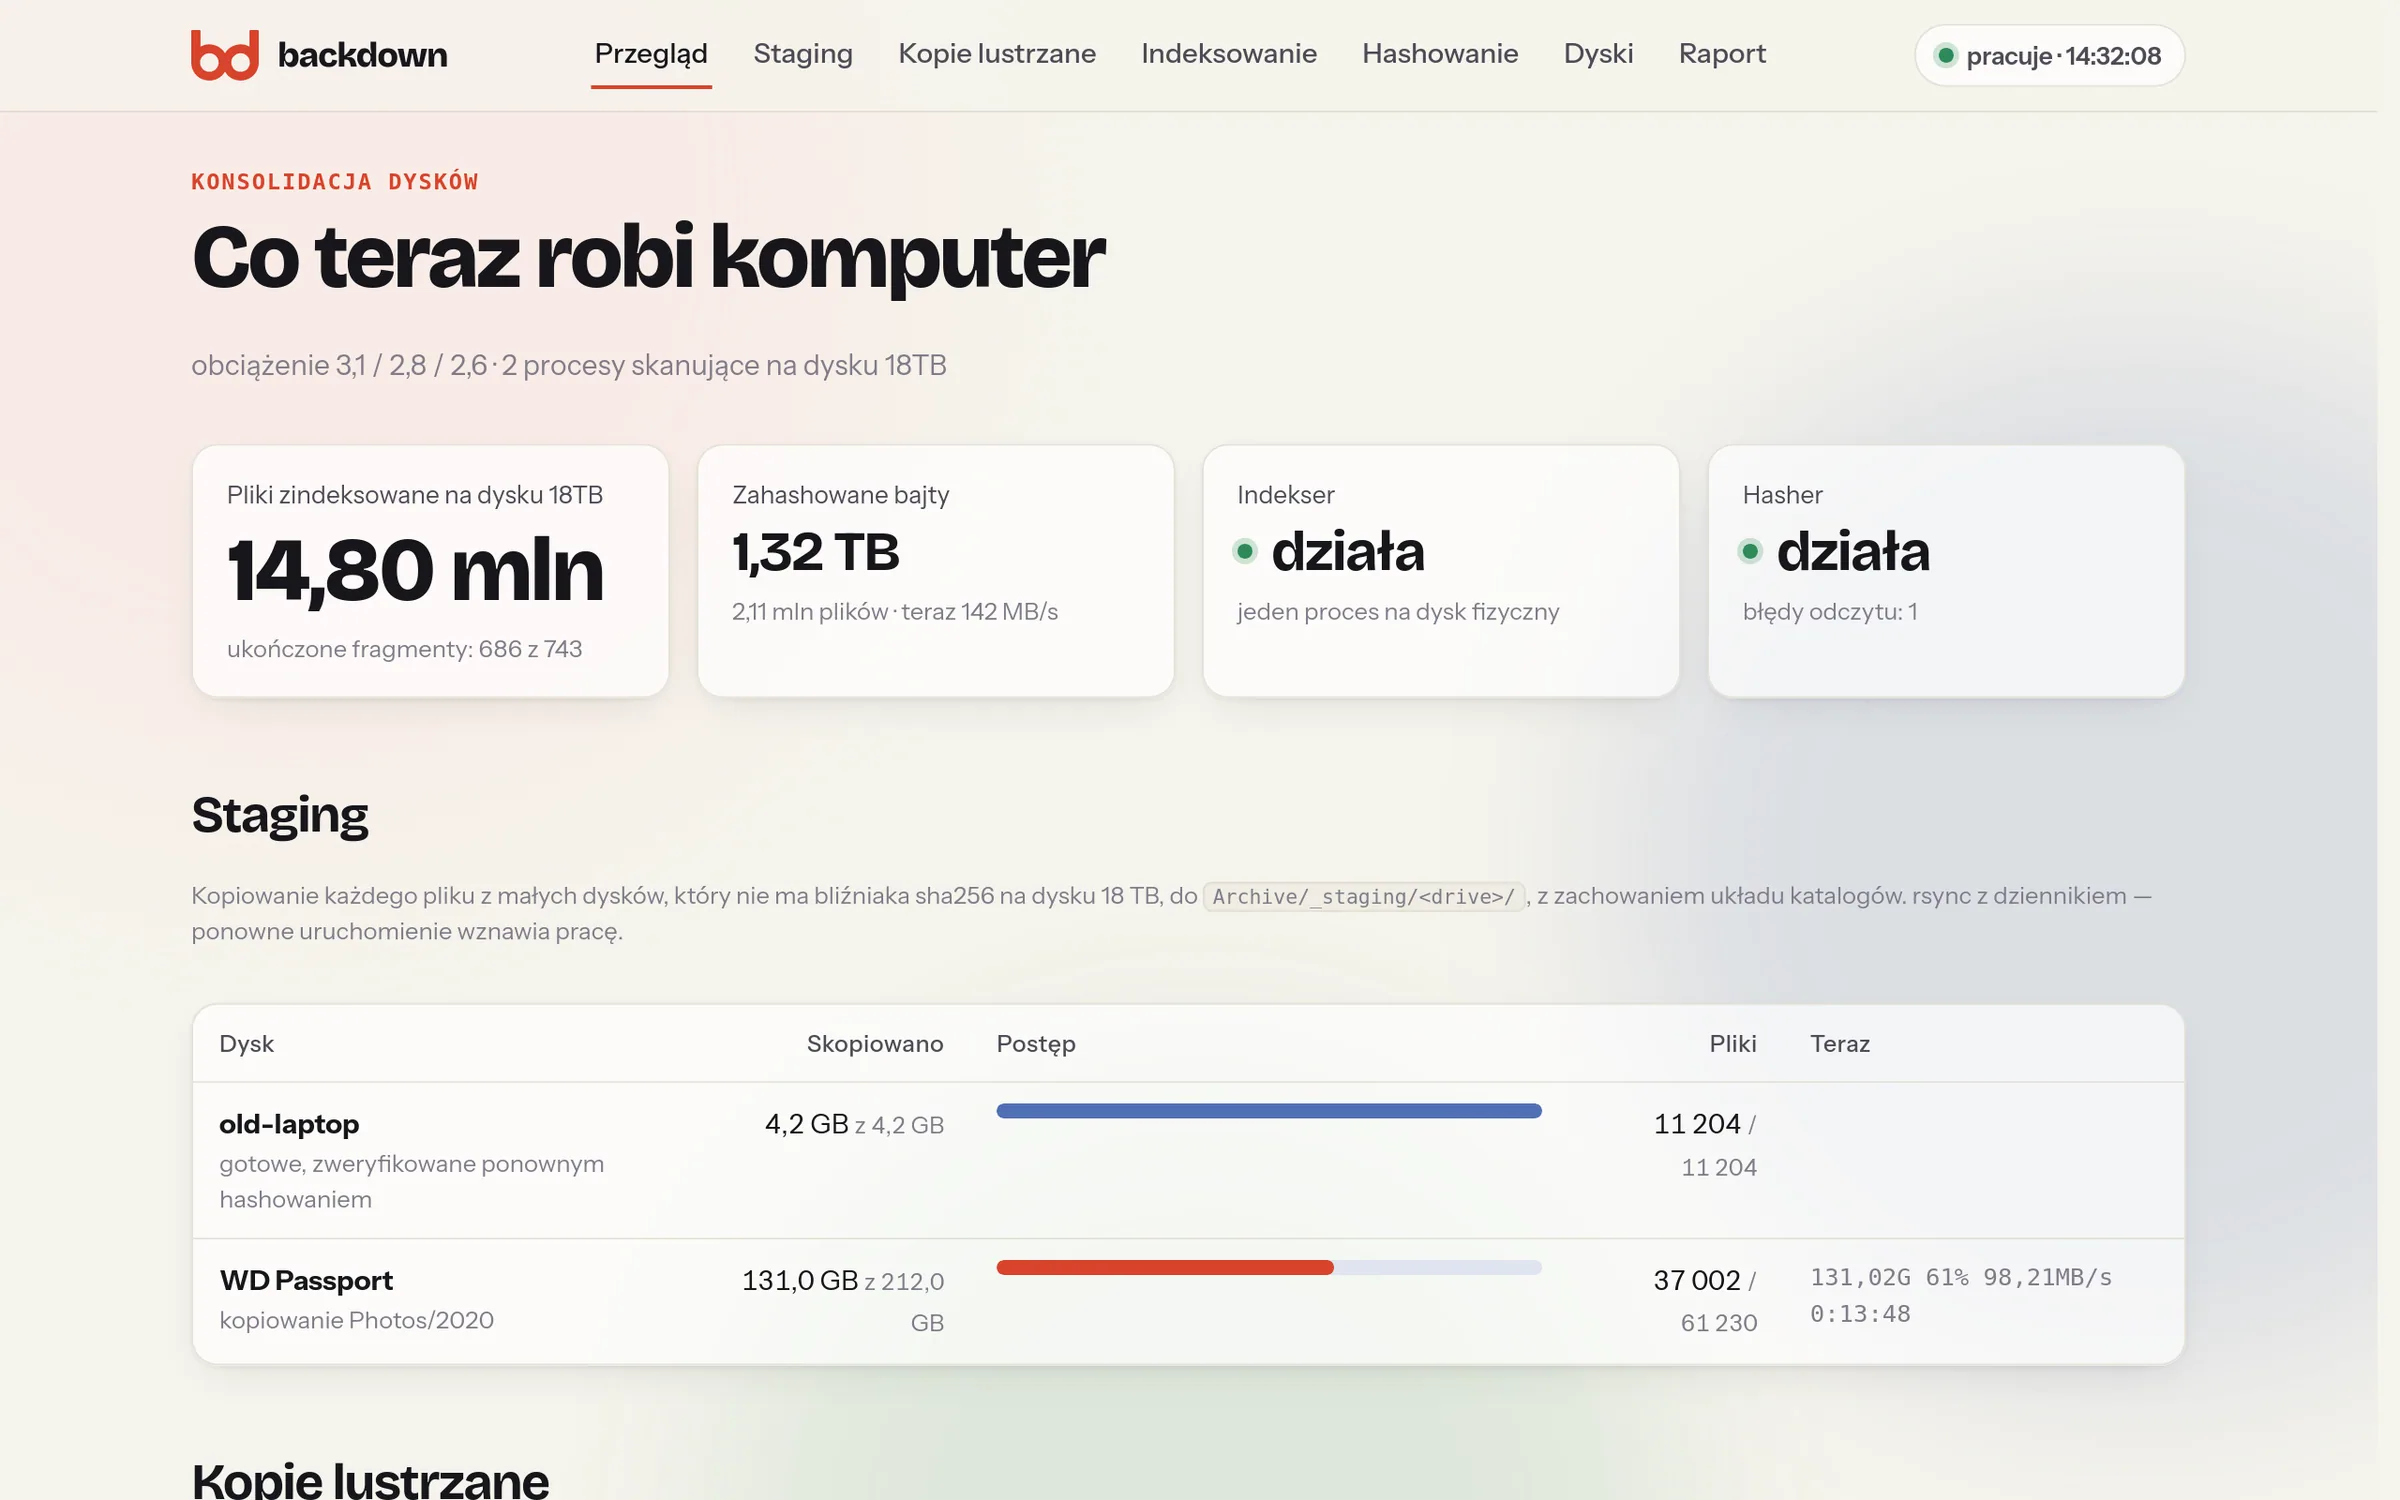 backdown
Przegląd Staging Kopie lustrzane Indeksowanie Hashowanie Dyski Raport
pracuje · 14:32:08
KONSOLIDACJA DYSKÓW
Co teraz robi komputer
obciążenie 3,1 / 2,8 / 2,6 · 2 procesy skanujące na dysku 18TB
Pliki zindeksowane na dysku 18TB
14,80 mln
ukończone fragmenty: 686 z 743
Zahashowane bajty
1,32 TB
2,11 mln plików · teraz 142 MB/s
Indekser
działa
jeden proces na dysk fizyczny
Hasher
działa
błędy odczytu: 1
Staging
Kopiowanie każdego pliku z małych dysków, który nie ma bliźniaka sha256 na dysku 18 TB, do Archive/_staging/<drive>/, z zachowaniem układu katalogów. rsync z dziennikiem —
ponowne uruchomienie wznawia pracę.
Dysk Skopiowano Postęp Pliki Teraz
old-laptop 4,2 GB z 4,2 GB 11 204 /
11 204
gotowe, zweryfikowane ponownym
hashowaniem
WD Passport 131,0 GB z 212,0 37 002 / 131,02G 61% 98,21MB/s
kopiowanie Photos/2020 GB 61 230 0:13:48
Kopie lustrzane